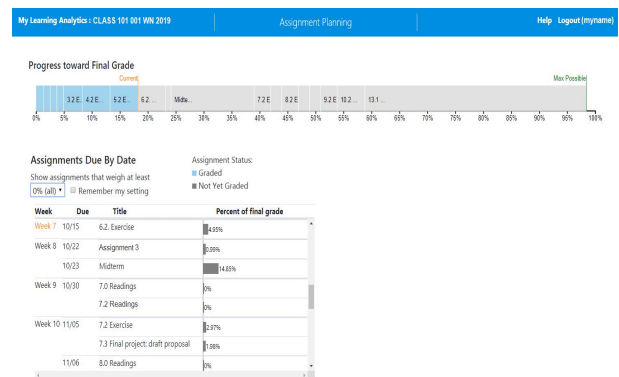 My Learning Analytics : CLASS 101 001 WN 2019 Assignment Planning Help Logout (myname)
Progress toward Final Grade
Current Max Possible
3.2 E. 4.2 E... 5.2 E... 6.2 ... Midte... 7.2 E 8.2 E 9.2 E 10.2 ... 13.1 ...
0% 5% 10% 15% 20% 25% 30% 35% 40% 45% 50% 55% 60% 65% 70% 75% 80% 85% 90% 95% 100%
Assignments Due By Date Assignment Status:
Show assignments that weigh at least Graded
0% (all) Remember my setting Not Yet Graded
Week Due Title Percent of final grade
Week 7 10/15 6.2. Exercise 4.95%
Week 8 10/22 Assignment 3 0.99%
10/23 Midterm 14.85%
Week 9 10/30 7.0 Readings 0%
7.2 Readings 0%
Week 10 11/05 7.2 Exercise 2.97%
7.3 Final project: draft proposal 1.98%
11/06 8.0 Readings 0%